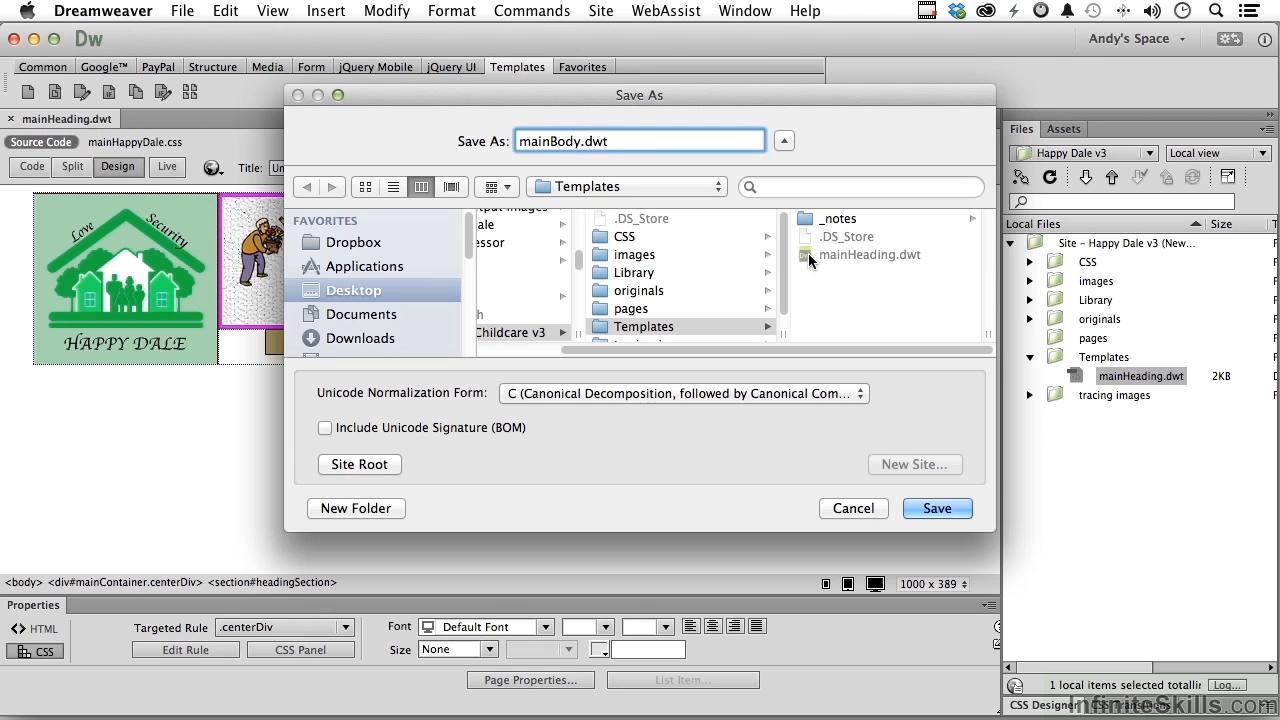 Dreamweaver File Edit View Insert Modify Format Commands Site WebAssist Window Help
Dw
Andy's Space
Common Google™ PayPal Structure Media Form jQuery Mobile jQuery UI Templates Favorites
Save As
mainHeading.dwt
Source Code mainHappyDale.css
Code Split Design Live Title:
Love Security
HAPPY DALE
Save As: mainBody.dwt
Templates
FAVORITES
Dropbox
Applications
Desktop
Documents
Downloads
Childcare v3
.DS_Store
CSS
images
Library
originals
pages
Templates
_notes
.DS_Store
mainHeading.dwt
Unicode Normalization Form: C (Canonical Decomposition, followed by Canonical Com...
Include Unicode Signature (BOM)
Site Root New Site...
New Folder Cancel Save
Files Assets
Happy Dale v3 Local view
Local Files Size
Site - Happy Dale v3 (New...
CSS
images
Library
originals
pages
Templates
mainHeading.dwt 2KB
tracing images
1 local items selected totallin Log...
CSS Designer CSS Transitions
<body> <div#mainContainer.centerDiv> <section#headingSection>
1000 x 389
Properties
HTML Targeted Rule .centerDiv Font Default Font
CSS Edit Rule CSS Panel Size None
Page Properties... List Item...
InfiniteSkills.com